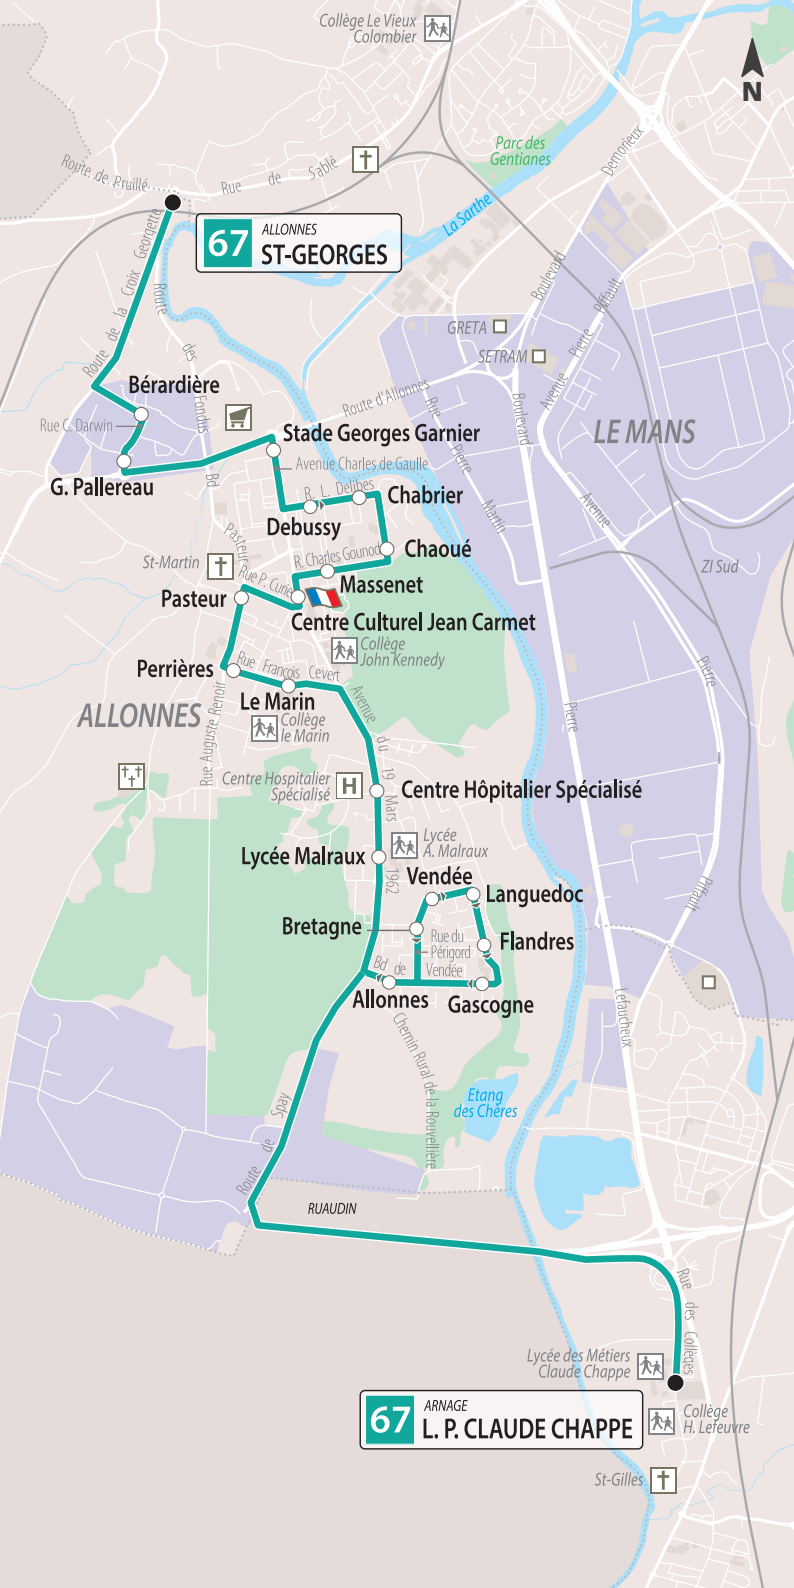 Collège Le Vieux
Colombier
N
Parc des
Gentianes
Demorieux
Route de Pruillé
Rue de Sablé
La Sarthe
67
ALLONNES
ST-GEORGES
Route de la Croix Georgette
Route des Fondus
Boulevard
Pierre
Piffault
GRETA
SETRAM
Avenue
Bérardière
Rue C. Darwin
Route d'Allonnes
Rue
Boulevard
LE MANS
Stade Georges Garnier
Avenue Charles de Gaulle
Pierre
G. Pallereau
Bd
B. L. Delibes
Chabrier
Martin
Avenue
Debussy
Pasteur
Chaoué
R. Charles Gounod
St-Martin
Rue P. Curie
Massenet
ZI Sud
Pasteur
Centre Culturel Jean Carmet
Collège
John Kennedy
Perrières
Rue François Cevert
Pierre
Le Marin
ALLONNES
Collège
le Marin
Rue Auguste Renoir
Avenue du 19 Mars 1962
Pierre
Centre Hospitalier
Spécialisé
H
Centre Hôpitalier Spécialisé
Lycée
A. Malraux
Lycée Malraux
Vendée
Piffault
Languedoc
Bretagne
Rue du
Périgord
Flandres
Bd de Vendée
Allonnes
Gascogne
Lefaucheux
Chemin Rural de la Rouvellière
Etang
des Chères
Route de Spay
RUAUDIN
Rue des Collèges
Lycée des Métiers
Claude Chappe
67
ARNAGE
L. P. CLAUDE CHAPPE
Collège
H. Lefeuvre
St-Gilles